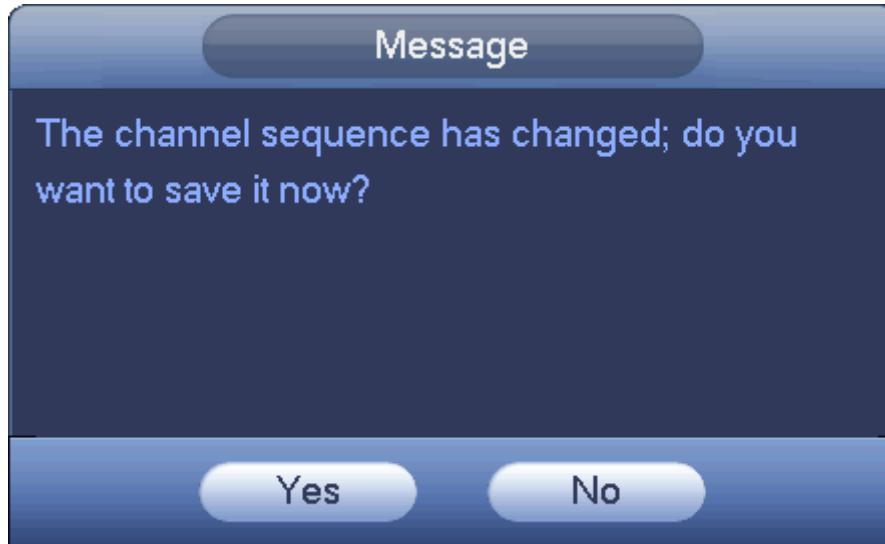 Message
The channel sequence has changed; do you
want to save it now?
Yes No